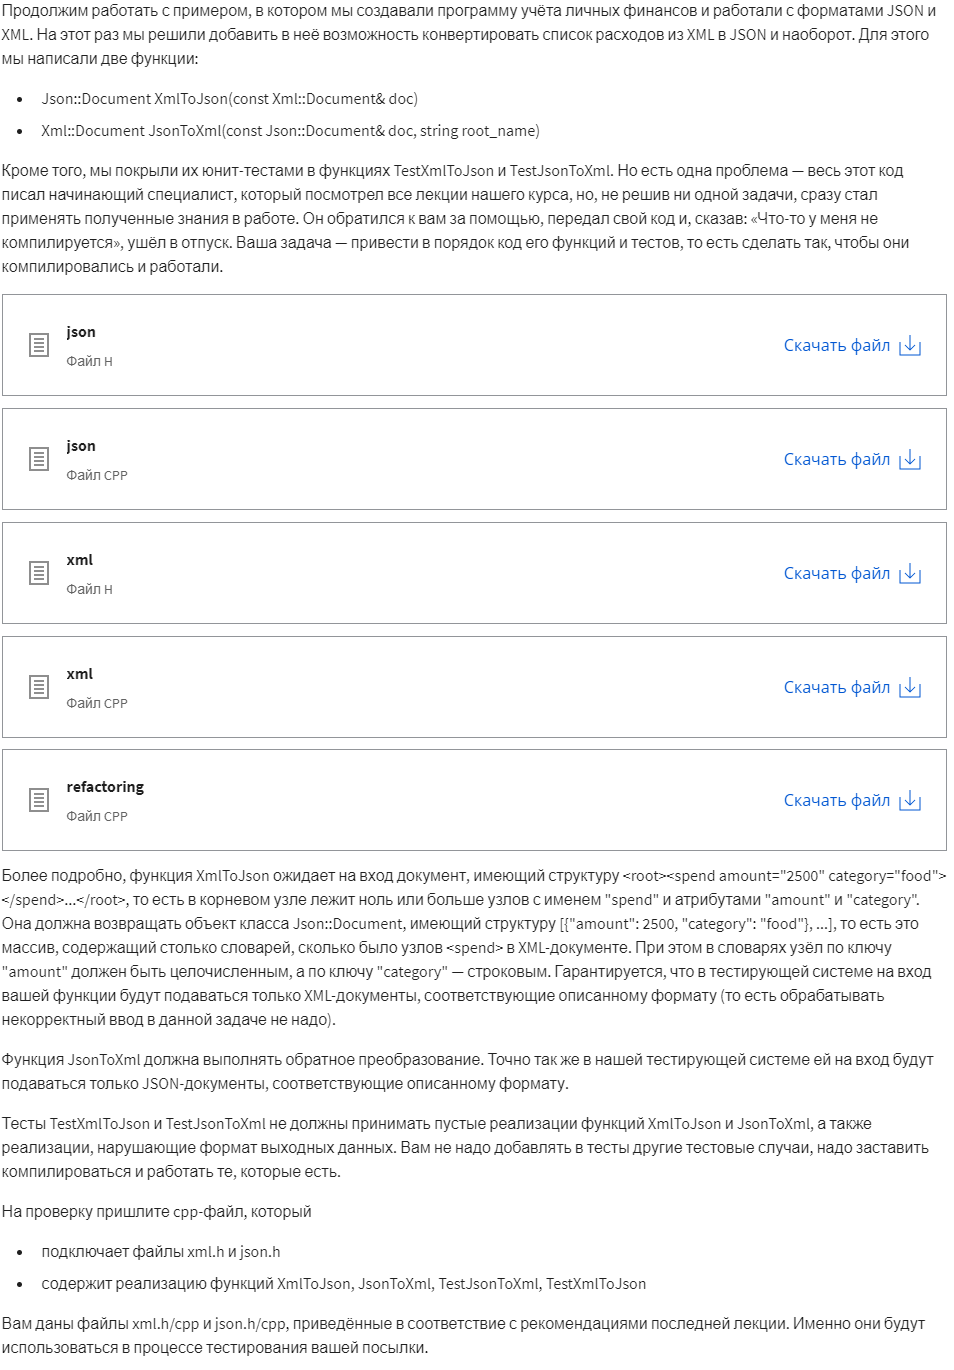 Продолжим работать с примером, в котором мы создавали программу учёта личных финансов и работали с форматами JSON и
XML. На этот раз мы решили добавить в неё возможность конвертировать список расходов из XML в JSON и наоборот. Для этого
мы написали две функции:
• Json::Document XmlToJson(const Xml::Document& doc)
• Xml::Document JsonToXml(const Json::Document& doc, string root_name)
Кроме того, мы покрыли их юнит-тестами в функциях TestXmlToJson и TestJsonToXml. Но есть одна проблема — весь этот код
писал начинающий специалист, который посмотрел все лекции нашего курса, но, не решив ни одной задачи, сразу стал
применять полученные знания в работе. Он обратился к вам за помощью, передал свой код и, сказав: «Что-то у меня не
компилируется», ушёл в отпуск. Ваша задача — привести в порядок код его функций и тестов, то есть сделать так, чтобы они
компилировались и работали.
json
Файл H
Скачать файл
json
Файл CPP
Скачать файл
xml
Файл H
Скачать файл
xml
Файл CPP
Скачать файл
refactoring
Файл CPP
Скачать файл
Более подробно, функция XmlToJson ожидает на вход документ, имеющий структуру <root><spend amount="2500" category="food">
</spend>...</root>, то есть в корневом узле лежит ноль или больше узлов с именем "spend" и атрибутами "amount" и "category".
Она должна возвращать объект класса Json::Document, имеющий структуру [{"amount": 2500, "category": "food"}, ...], то есть это
массив, содержащий столько словарей, сколько было узлов <spend> в XML-документе. При этом в словарях узёл по ключу
"amount" должен быть целочисленным, а по ключу "category" — строковым. Гарантируется, что в тестирующей системе на вход
вашей функции будут подаваться только XML-документы, соответствующие описанному формату (то есть обрабатывать
некорректный ввод в данной задаче не надо).
Функция JsonToXml должна выполнять обратное преобразование. Точно так же в нашей тестирующей системе ей на вход будут
подаваться только JSON-документы, соответствующие описанному формату.
Тесты TestXmlToJson и TestJsonToXml не должны принимать пустые реализации функций XmlToJson и JsonToXml, а также
реализации, нарушающие формат выходных данных. Вам не надо добавлять в тесты другие тестовые случаи, надо заставить
компилироваться и работать те, которые есть.
На проверку пришлите cpp-файл, который
• подключает файлы xml.h и json.h
• содержит реализацию функций XmlToJson, JsonToXml, TestJsonToXml, TestXmlToJson
Вам даны файлы xml.h/cpp и json.h/cpp, приведённые в соответствие с рекомендациями последней лекции. Именно они будут
использоваться в процессе тестирования вашей посылки.